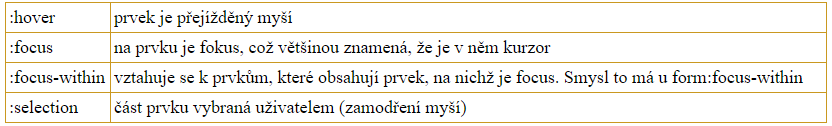 :hover prvek je přejížděný myší
:focus na prvku je fokus, což většinou znamená, že je v něm kurzor
:focus-within vztahuje se k prvkům, které obsahují prvek, na nichž je focus. Smysl to má u form:focus-within
:selection část prvku vybraná uživatelem (zamodření myší)